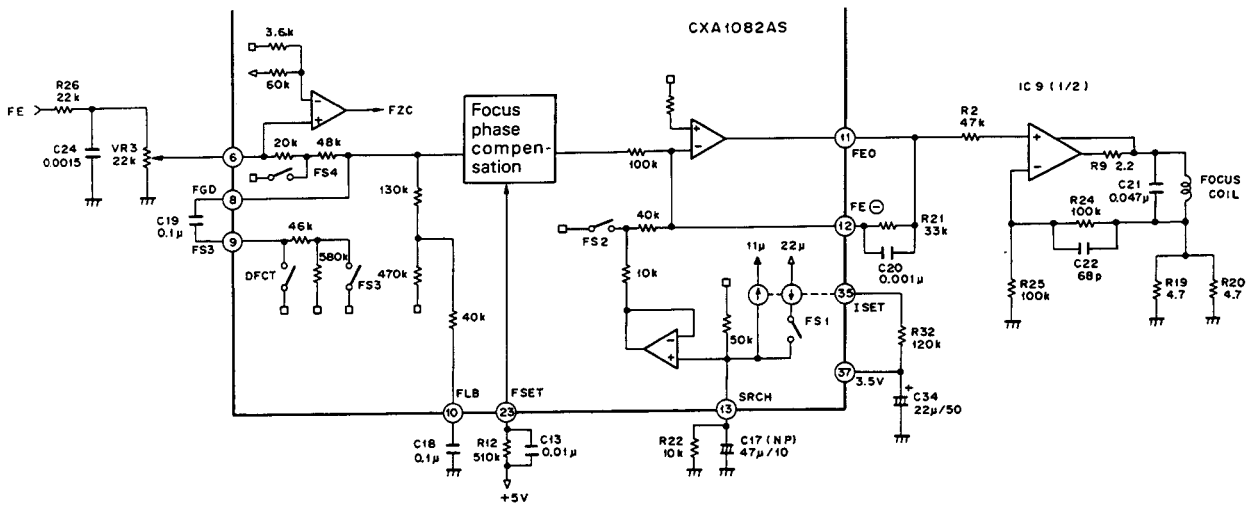 CXA1082AS
3.6k
60k
FZC
FE
R26
22k
C24
0.0015
VR3
22k
6
20k
48k
FS4
FGD
8
C19
0.1μ
FS3
9
46k
580k
DFCT
FS3
130k
470k
40k
Focus
phase
compen-
sation
100k
FS2
40k
10k
11μ
22μ
FS1
50k
11
FEO
FE⊖
12
R21
33k
C20
0.001μ
35
ISET
R32
120k
37
3.5V
+
C34
22μ/50
FLB
10
C18
0.1μ
FSET
23
R12
510k
C13
0.01μ
+5V
SRCH
13
R22
10k
C17(NP)
47μ/10
R2
47k
IC9 (1/2)
R9 2.2
C21
0.047μ
FOCUS
COIL
R24
100k
C22
68p
R25
100k
R19
4.7
R20
4.7